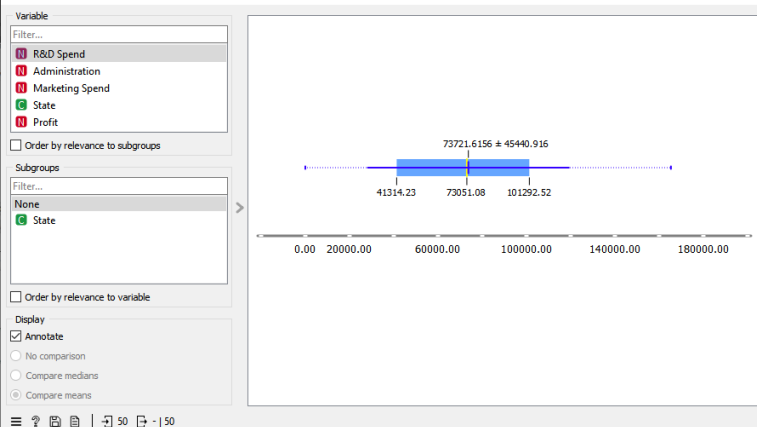 Variable
Filter...
N R&D Spend
N Administration
N Marketing Spend
C State
N Profit
Order by relevance to subgroups
Subgroups
Filter...
None
C State
Order by relevance to variable
Display
Annotate
No comparison
Compare medians
Compare means
? 50 - | 50
73721.6156 ± 45440.916
41314.23 73051.08 101292.52
0.00 20000.00 60000.00 100000.00 140000.00 180000.00